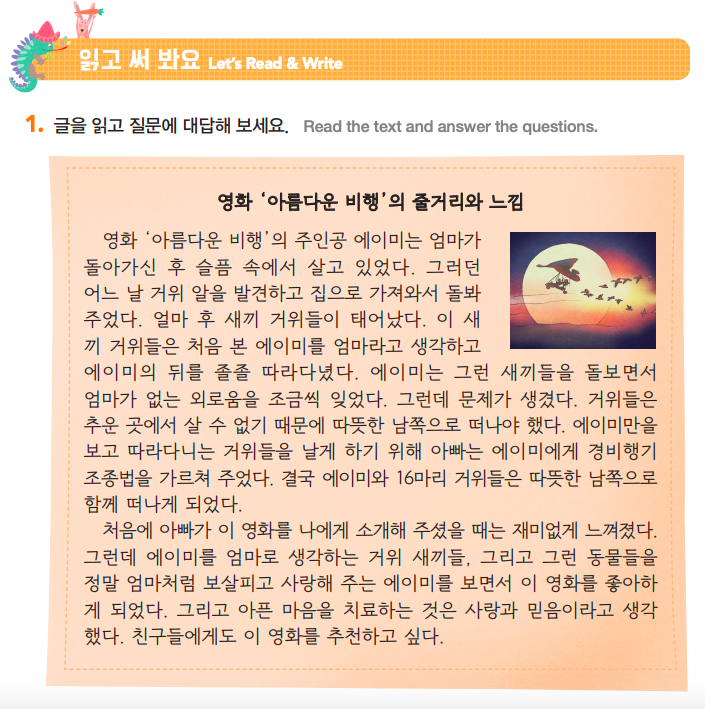 읽고 써 봐요 Let's Read & Write
1. 글을 읽고 질문에 대답해 보세요. Read the text and answer the questions.
영화 ‘아름다운 비행’의 줄거리와 느낌
영화 ‘아름다운 비행’의 주인공 에이미는 엄마가
돌아가신 후 슬픔 속에서 살고 있었다. 그러던
어느 날 거위 알을 발견하고 집으로 가져와서 돌봐
주었다. 얼마 후 새끼 거위들이 태어났다. 이 새
끼 거위들은 처음 본 에이미를 엄마라고 생각하고
에이미의 뒤를 졸졸 따라다녔다. 에이미는 그런 새끼들을 돌보면서
엄마가 없는 외로움을 조금씩 잊었다. 그런데 문제가 생겼다. 거위들은
추운 곳에서 살 수 없기 때문에 따뜻한 남쪽으로 떠나야 했다. 에이미만을
보고 따라다니는 거위들을 날게 하기 위해 아빠는 에이미에게 경비행기
조종법을 가르쳐 주었다. 결국 에이미와 16마리 거위들은 따뜻한 남쪽으로
함께 떠나게 되었다.
처음에 아빠가 이 영화를 나에게 소개해 주셨을 때는 재미없게 느껴졌다.
그런데 에이미를 엄마로 생각하는 거위 새끼들, 그리고 그런 동물들을
정말 엄마처럼 보살피고 사랑해 주는 에이미를 보면서 이 영화를 좋아하
게 되었다. 그리고 아픈 마음을 치료하는 것은 사랑과 믿음이라고 생각
했다. 친구들에게도 이 영화를 추천하고 싶다.